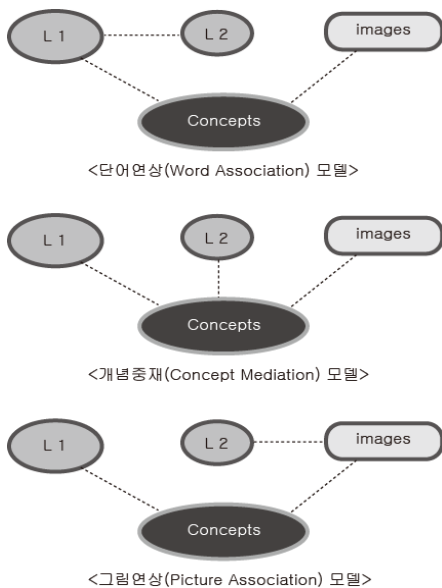 L 1
L 2
images
Concepts
<단어연상(Word Association) 모델>
L 1
L 2
images
Concepts
<개념중재(Concept Mediation) 모델>
L 1
L 2
images
Concepts
<그림연상(Picture Association) 모델>